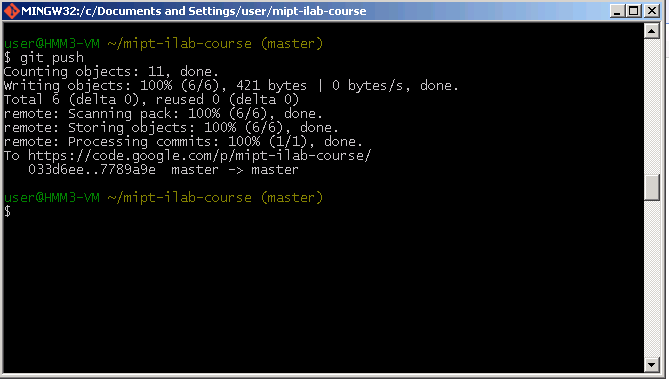 MINGW32:/c/Documents and Settings/user/mipt-ilab-course
user@HMM3-VM ~/mipt-ilab-course (master)
$ git push
Counting objects: 11, done.
Writing objects: 100% (6/6), 421 bytes | 0 bytes/s, done.
Total 6 (delta 0), reused 0 (delta 0)
remote: Scanning pack: 100% (6/6), done.
remote: Storing objects: 100% (6/6), done.
remote: Processing commits: 100% (1/1), done.
To https://code.google.com/p/mipt-ilab-course/
   033d6ee..7789a9e  master -> master
user@HMM3-VM ~/mipt-ilab-course (master)
$